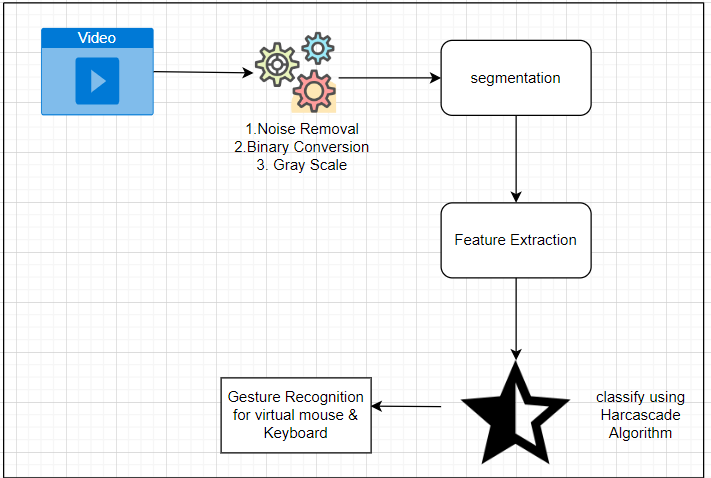 Video
1.Noise Removal
2.Binary Conversion
3. Gray Scale
segmentation
Feature Extraction
classify using
Harcascade
Algorithm
Gesture Recognition
for virtual mouse &
Keyboard